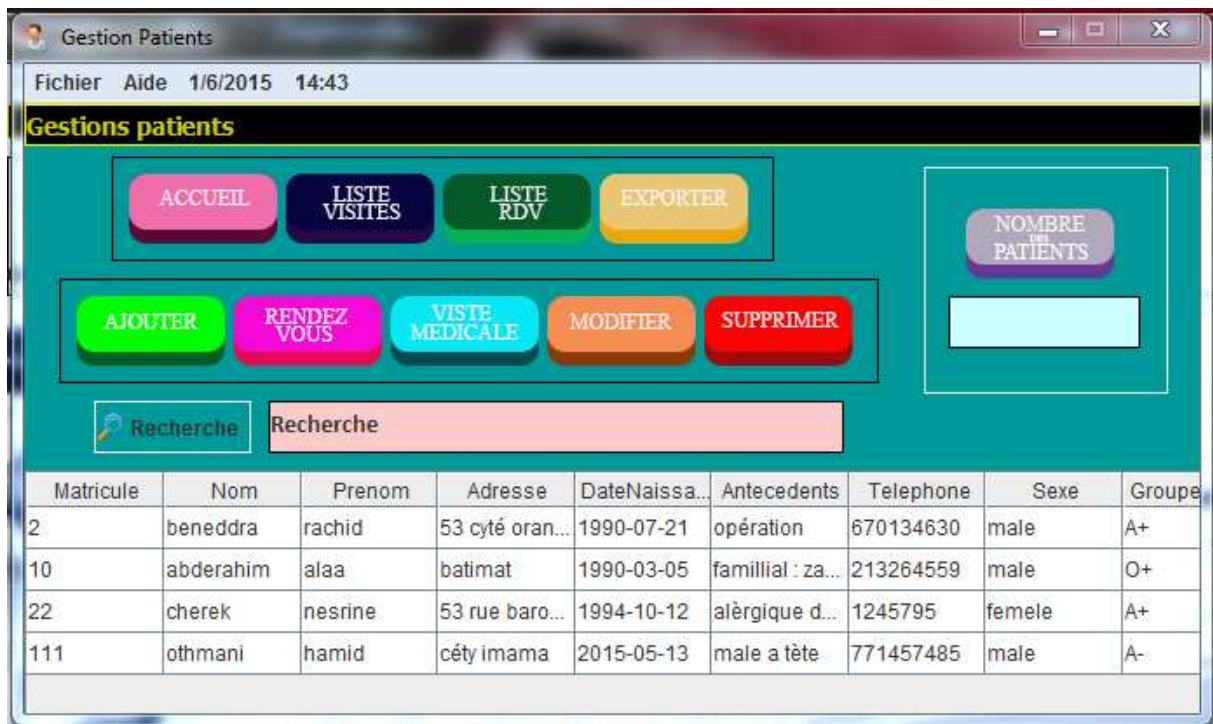 Gestion Patients
Fichier Aide 1/6/2015 14:43
Gestions patients
ACCUEIL
LISTE
VISITES
LISTE
RDV
EXPORTER
NOMBRE
DES
PATIENTS
AJOUTER
RENDEZ
VOUS
VISTE
MEDICALE
MODIFIER
SUPPRIMER
Recherche Recherche
Matricule Nom Prenom Adresse DateNaissa... Antecedents Telephone Sexe Groupe
2 beneddra rachid 53 cyté oran... 1990-07-21 opération 670134630 male A+
10 abderahim alaa batimat 1990-03-05 famillial : za... 213264559 male O+
22 cherek nesrine 53 rue baro... 1994-10-12 alèrgique d... 1245795 femele A+
111 othmani hamid céty imama 2015-05-13 male a tète 771457485 male A-